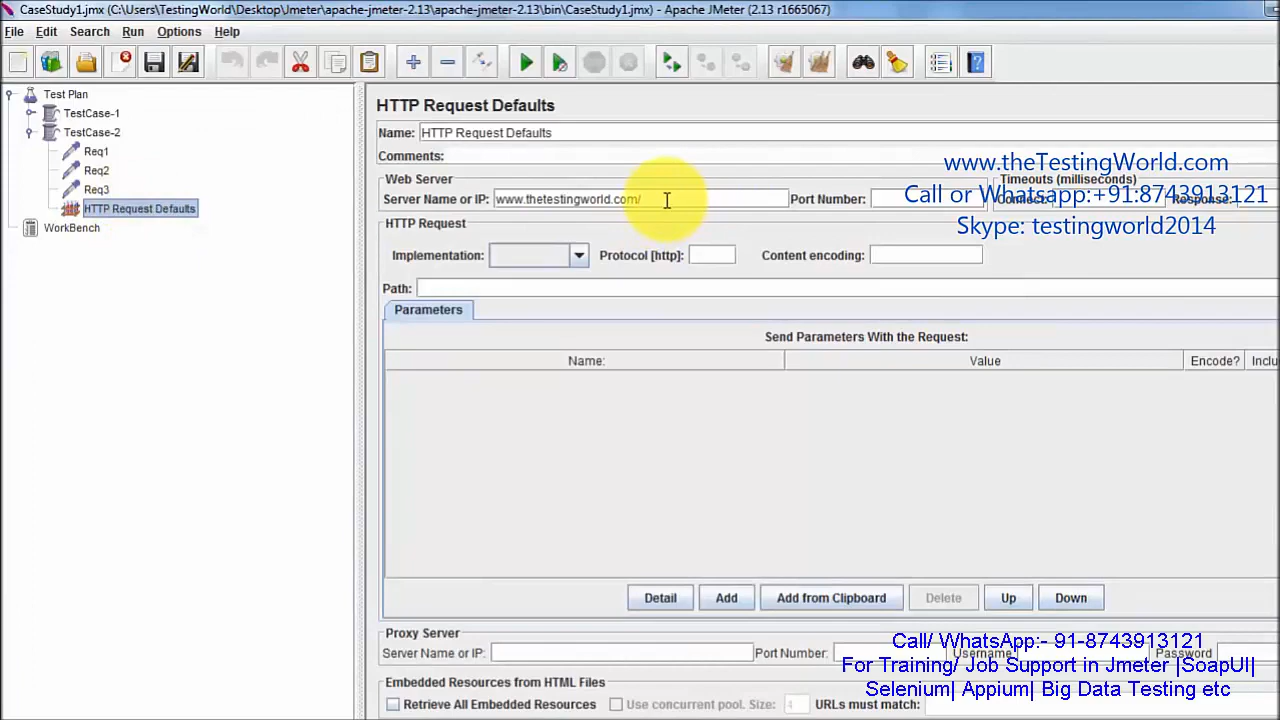 CaseStudy1.jmx (C:\Users\TestingWorld\Desktop\Jmeter\apache-jmeter-2.13\apache-jmeter-2.13\bin\CaseStudy1.jmx) - Apache JMeter (2.13 r1665067)
File Edit Search Run Options Help
Test Plan
TestCase-1
TestCase-2
Req1
Req2
Req3
HTTP Request Defaults
WorkBench
HTTP Request Defaults
Name: HTTP Request Defaults
Comments:
www.theTestingWorld.com
Web Server
Timeouts (milliseconds)
Server Name or IP: www.thetestingworld.com/ Port Number: Connect: Response:
Call or Whatsapp:+91:8743913121
Skype: testingworld2014
HTTP Request
Implementation: Protocol [http]: Content encoding:
Path:
Parameters
Send Parameters With the Request:
Name: Value Encode? Inclu
Detail Add Add from Clipboard Delete Up Down
Proxy Server
Server Name or IP: Port Number: Username Password
Call/ WhatsApp:- 91-8743913121
For Training/ Job Support in Jmeter |SoapUI|
Selenium| Appium| Big Data Testing etc
Embedded Resources from HTML Files
Retrieve All Embedded Resources Use concurrent pool. Size: 4 URLs must match: